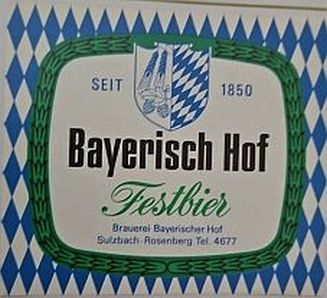 SEIT 1850
Bayerisch Hof
Festbier
Brauerei Bayerischer Hof
Sulzbach-Rosenberg Tel. 4677